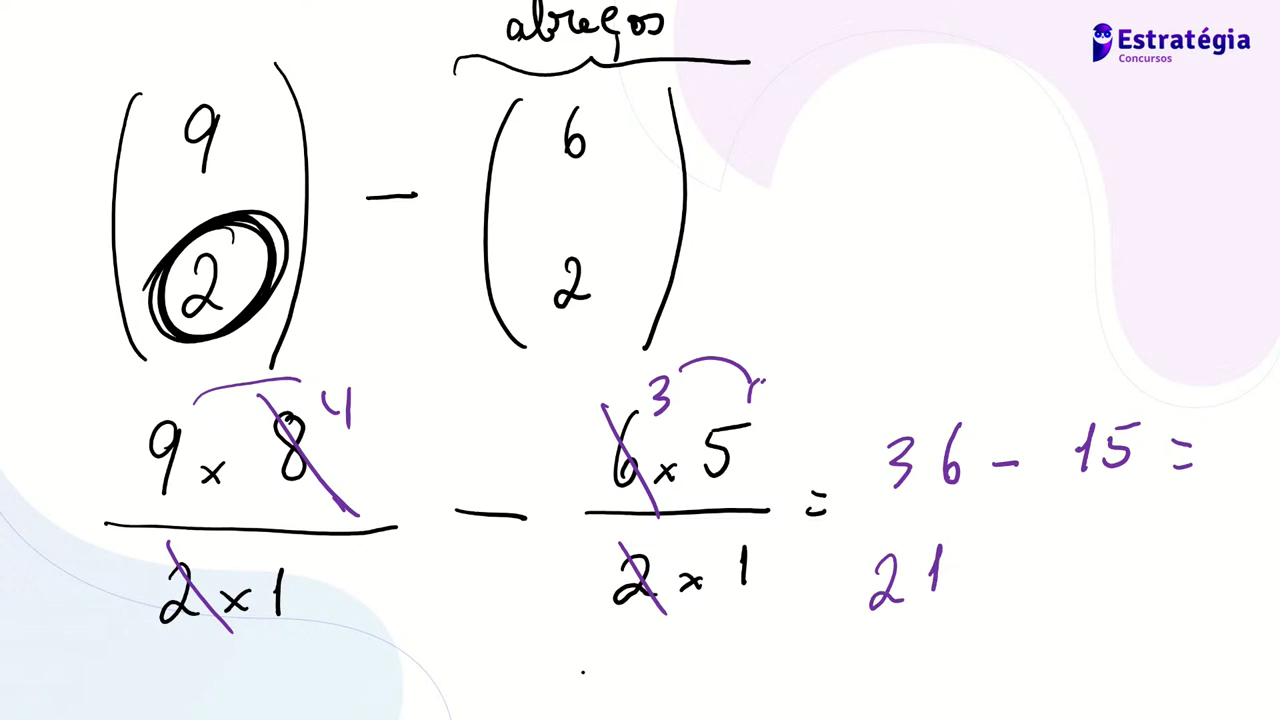 abraços
Estratégia
Concursos
9 6
( ) - ( )
2 2
9 x 8 4 - 6 3 x 5 = 36 - 15 =
2 x 1 2 x 1 21